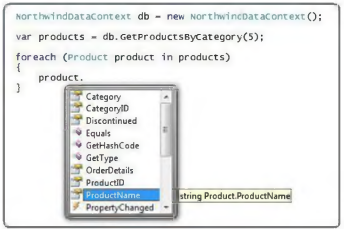 NorthwindDataContext db = new NorthwindDataContext();
var products = db.GetProductsByCategory(5);
foreach (Product product in products)
{
product.
}
Category
CategoryID
Discontinued
Equals
GetHashCode
GetType
OrderDetails
ProductID
ProductName
string Product.ProductName
PropertyChanged